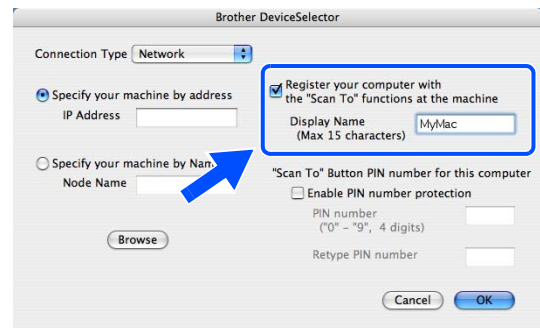 Brother DeviceSelector
Connection Type Network
Specify your machine by address
IP Address
Specify your machine by Nam
Node Name
Browse
Register your computer with
the "Scan To" functions at the machine
Display Name
(Max 15 characters)
MyMac
"Scan To" Button PIN number for this computer
Enable PIN number protection
PIN number
("0" – "9", 4 digits)
Retype PIN number
Cancel OK